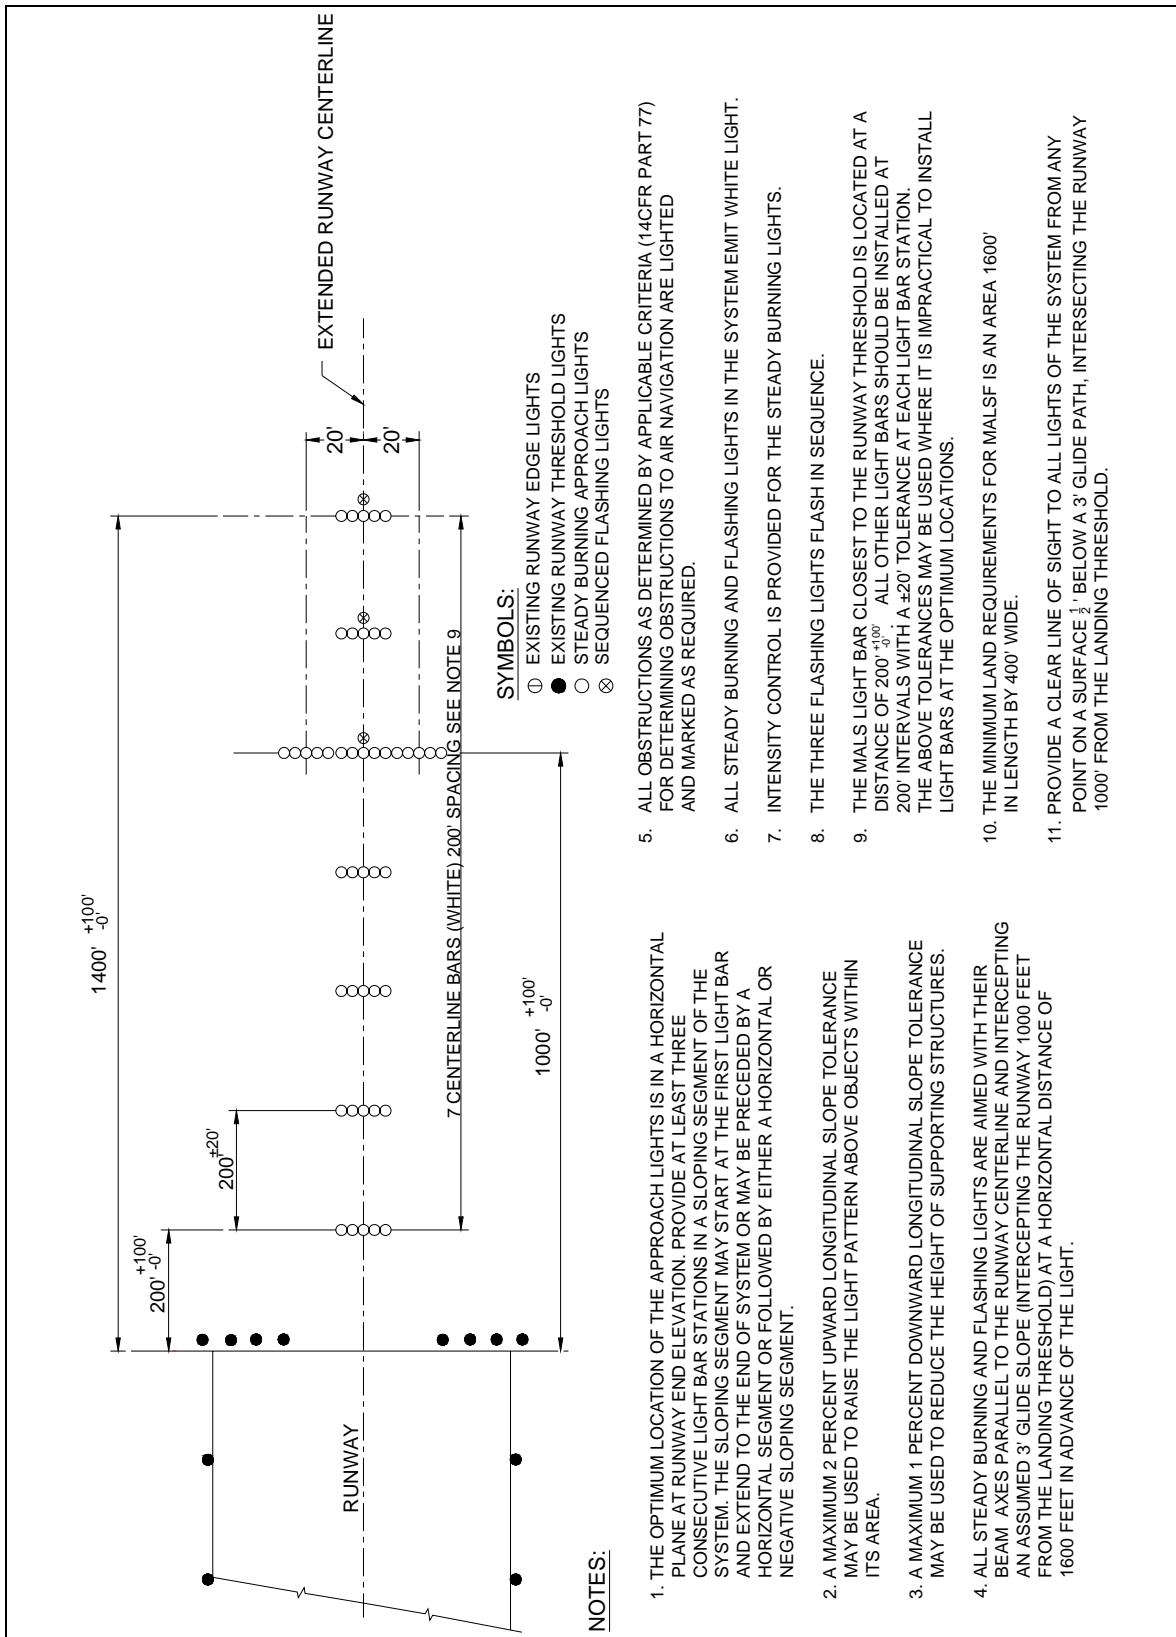 EXTENDED RUNWAY CENTERLINE
1400' +100' -0'
20'
20'
200' ±20'
200' +100' -0'
7 CENTERLINE BARS (WHITE) 200' SPACING SEE NOTE 9
1000' +100' -0'
RUNWAY
SYMBOLS:
EXISTING RUNWAY EDGE LIGHTS
EXISTING RUNWAY THRESHOLD LIGHTS
STEADY BURNING APPROACH LIGHTS
SEQUENCED FLASHING LIGHTS
NOTES:
1. THE OPTIMUM LOCATION OF THE APPROACH LIGHTS IS IN A HORIZONTAL
PLANE AT RUNWAY END ELEVATION. PROVIDE AT LEAST THREE
CONSECUTIVE LIGHT BAR STATIONS IN A SLOPING SEGMENT OF THE
SYSTEM. THE SLOPING SEGMENT MAY START AT THE FIRST LIGHT BAR
AND EXTEND TO THE END OF SYSTEM OR MAY BE PRECEDED BY A
HORIZONTAL SEGMENT OR FOLLOWED BY EITHER A HORIZONTAL OR
NEGATIVE SLOPING SEGMENT.
2. A MAXIMUM 2 PERCENT UPWARD LONGITUDINAL SLOPE TOLERANCE
MAY BE USED TO RAISE THE LIGHT PATTERN ABOVE OBJECTS WITHIN
ITS AREA.
3. A MAXIMUM 1 PERCENT DOWNWARD LONGITUDINAL SLOPE TOLERANCE
MAY BE USED TO REDUCE THE HEIGHT OF SUPPORTING STRUCTURES.
4. ALL STEADY BURNING AND FLASHING LIGHTS ARE AIMED WITH THEIR
BEAM AXES PARALLEL TO THE RUNWAY CENTERLINE AND INTERCEPTING
AN ASSUMED 3' GLIDE SLOPE (INTERCEPTING THE RUNWAY 1000 FEET
FROM THE LANDING THRESHOLD) AT A HORIZONTAL DISTANCE OF
1600 FEET IN ADVANCE OF THE LIGHT.
5. ALL OBSTRUCTIONS AS DETERMINED BY APPLICABLE CRITERIA (14CFR PART 77)
FOR DETERMINING OBSTRUCTIONS TO AIR NAVIGATION ARE LIGHTED
AND MARKED AS REQUIRED.
6. ALL STEADY BURNING AND FLASHING LIGHTS IN THE SYSTEM EMIT WHITE LIGHT.
7. INTENSITY CONTROL IS PROVIDED FOR THE STEADY BURNING LIGHTS.
8. THE THREE FLASHING LIGHTS FLASH IN SEQUENCE.
9. THE MALS LIGHT BAR CLOSEST TO THE RUNWAY THRESHOLD IS LOCATED AT A
DISTANCE OF 200' +100' -0' . ALL OTHER LIGHT BARS SHOULD BE INSTALLED AT
200' INTERVALS WITH A ±20' TOLERANCE AT EACH LIGHT BAR STATION.
THE ABOVE TOLERANCES MAY BE USED WHERE IT IS IMPRACTICAL TO INSTALL
LIGHT BARS AT THE OPTIMUM LOCATIONS.
10. THE MINIMUM LAND REQUIREMENTS FOR MALSF IS AN AREA 1600'
IN LENGTH BY 400' WIDE.
11. PROVIDE A CLEAR LINE OF SIGHT TO ALL LIGHTS OF THE SYSTEM FROM ANY
POINT ON A SURFACE 1/2' BELOW A 3' GLIDE PATH, INTERSECTING THE RUNWAY
1000' FROM THE LANDING THRESHOLD.